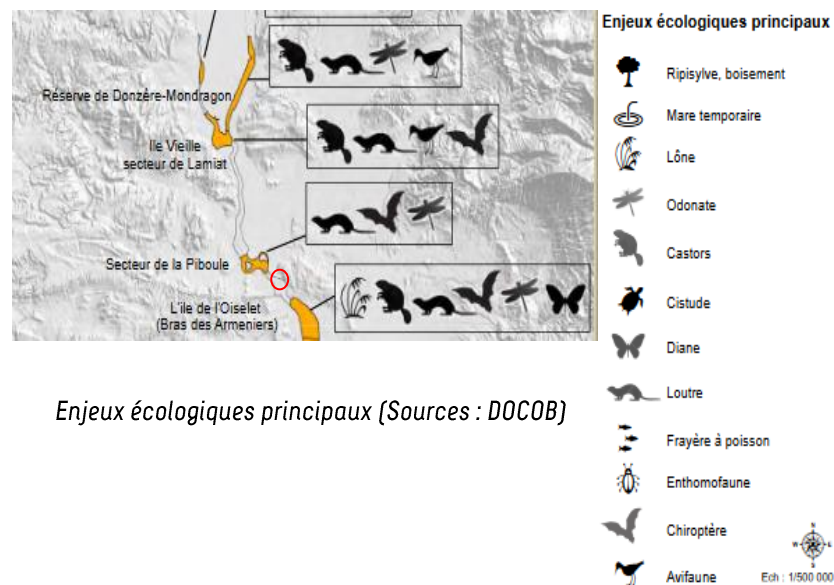 Enjeux écologiques principaux
Réserve de Donzère-Mondragon
Ile Vieille
secteur de Lamiat
Secteur de la Piboule
L'ile de l'Oiselet
(Bras des Armeniers)
Enjeux écologiques principaux (Sources : DOCOB)
Ripisylve, boisement
Mare temporaire
Lône
Odonate
Castors
Cistude
Diane
Loutre
Frayère à poisson
Enthomofaune
Chiroptère
Avifaune
N
W
E
S
Ech : 1/500 000